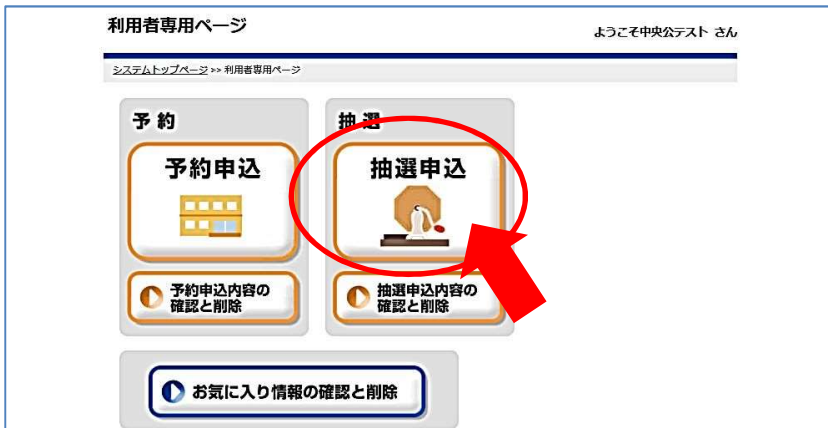 利用者専用ページ
ようこそ中央公テスト さん
システムトップページ >> 利用者専用ページ
予約
抽選
予約申込
抽選申込
予約申込内容の
確認と削除
抽選申込内容の
確認と削除
お気に入り情報の確認と削除